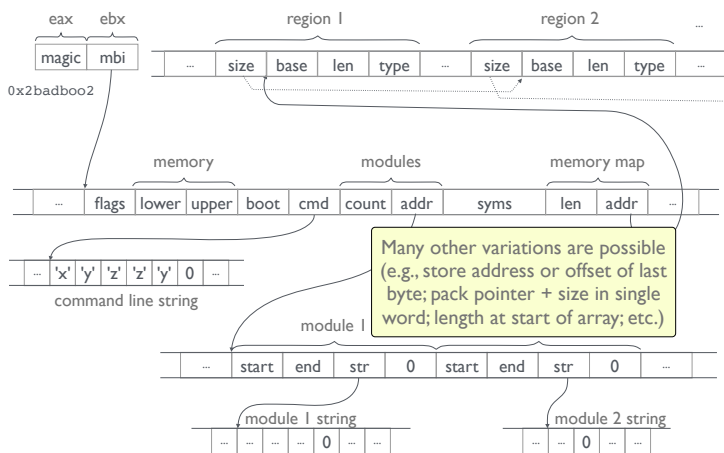 eax ebx
region 1 region 2 ...
magic mbi
... size base len type ... size base len type ...
0x2badboo2
memory modules memory map
... flags lower upper boot cmd count addr syms len addr ...
Many other variations are possible
(e.g., store address or offset of last
byte; pack pointer + size in single
word; length at start of array; etc.)
... 'x' 'y' 'z' 'z' 'y' 0 ...
command line string
module 1
... start end str 0 start end str 0 ...
module 1 string module 2 string
... ... ... ... 0 ... ... ... ... 0 ... ...